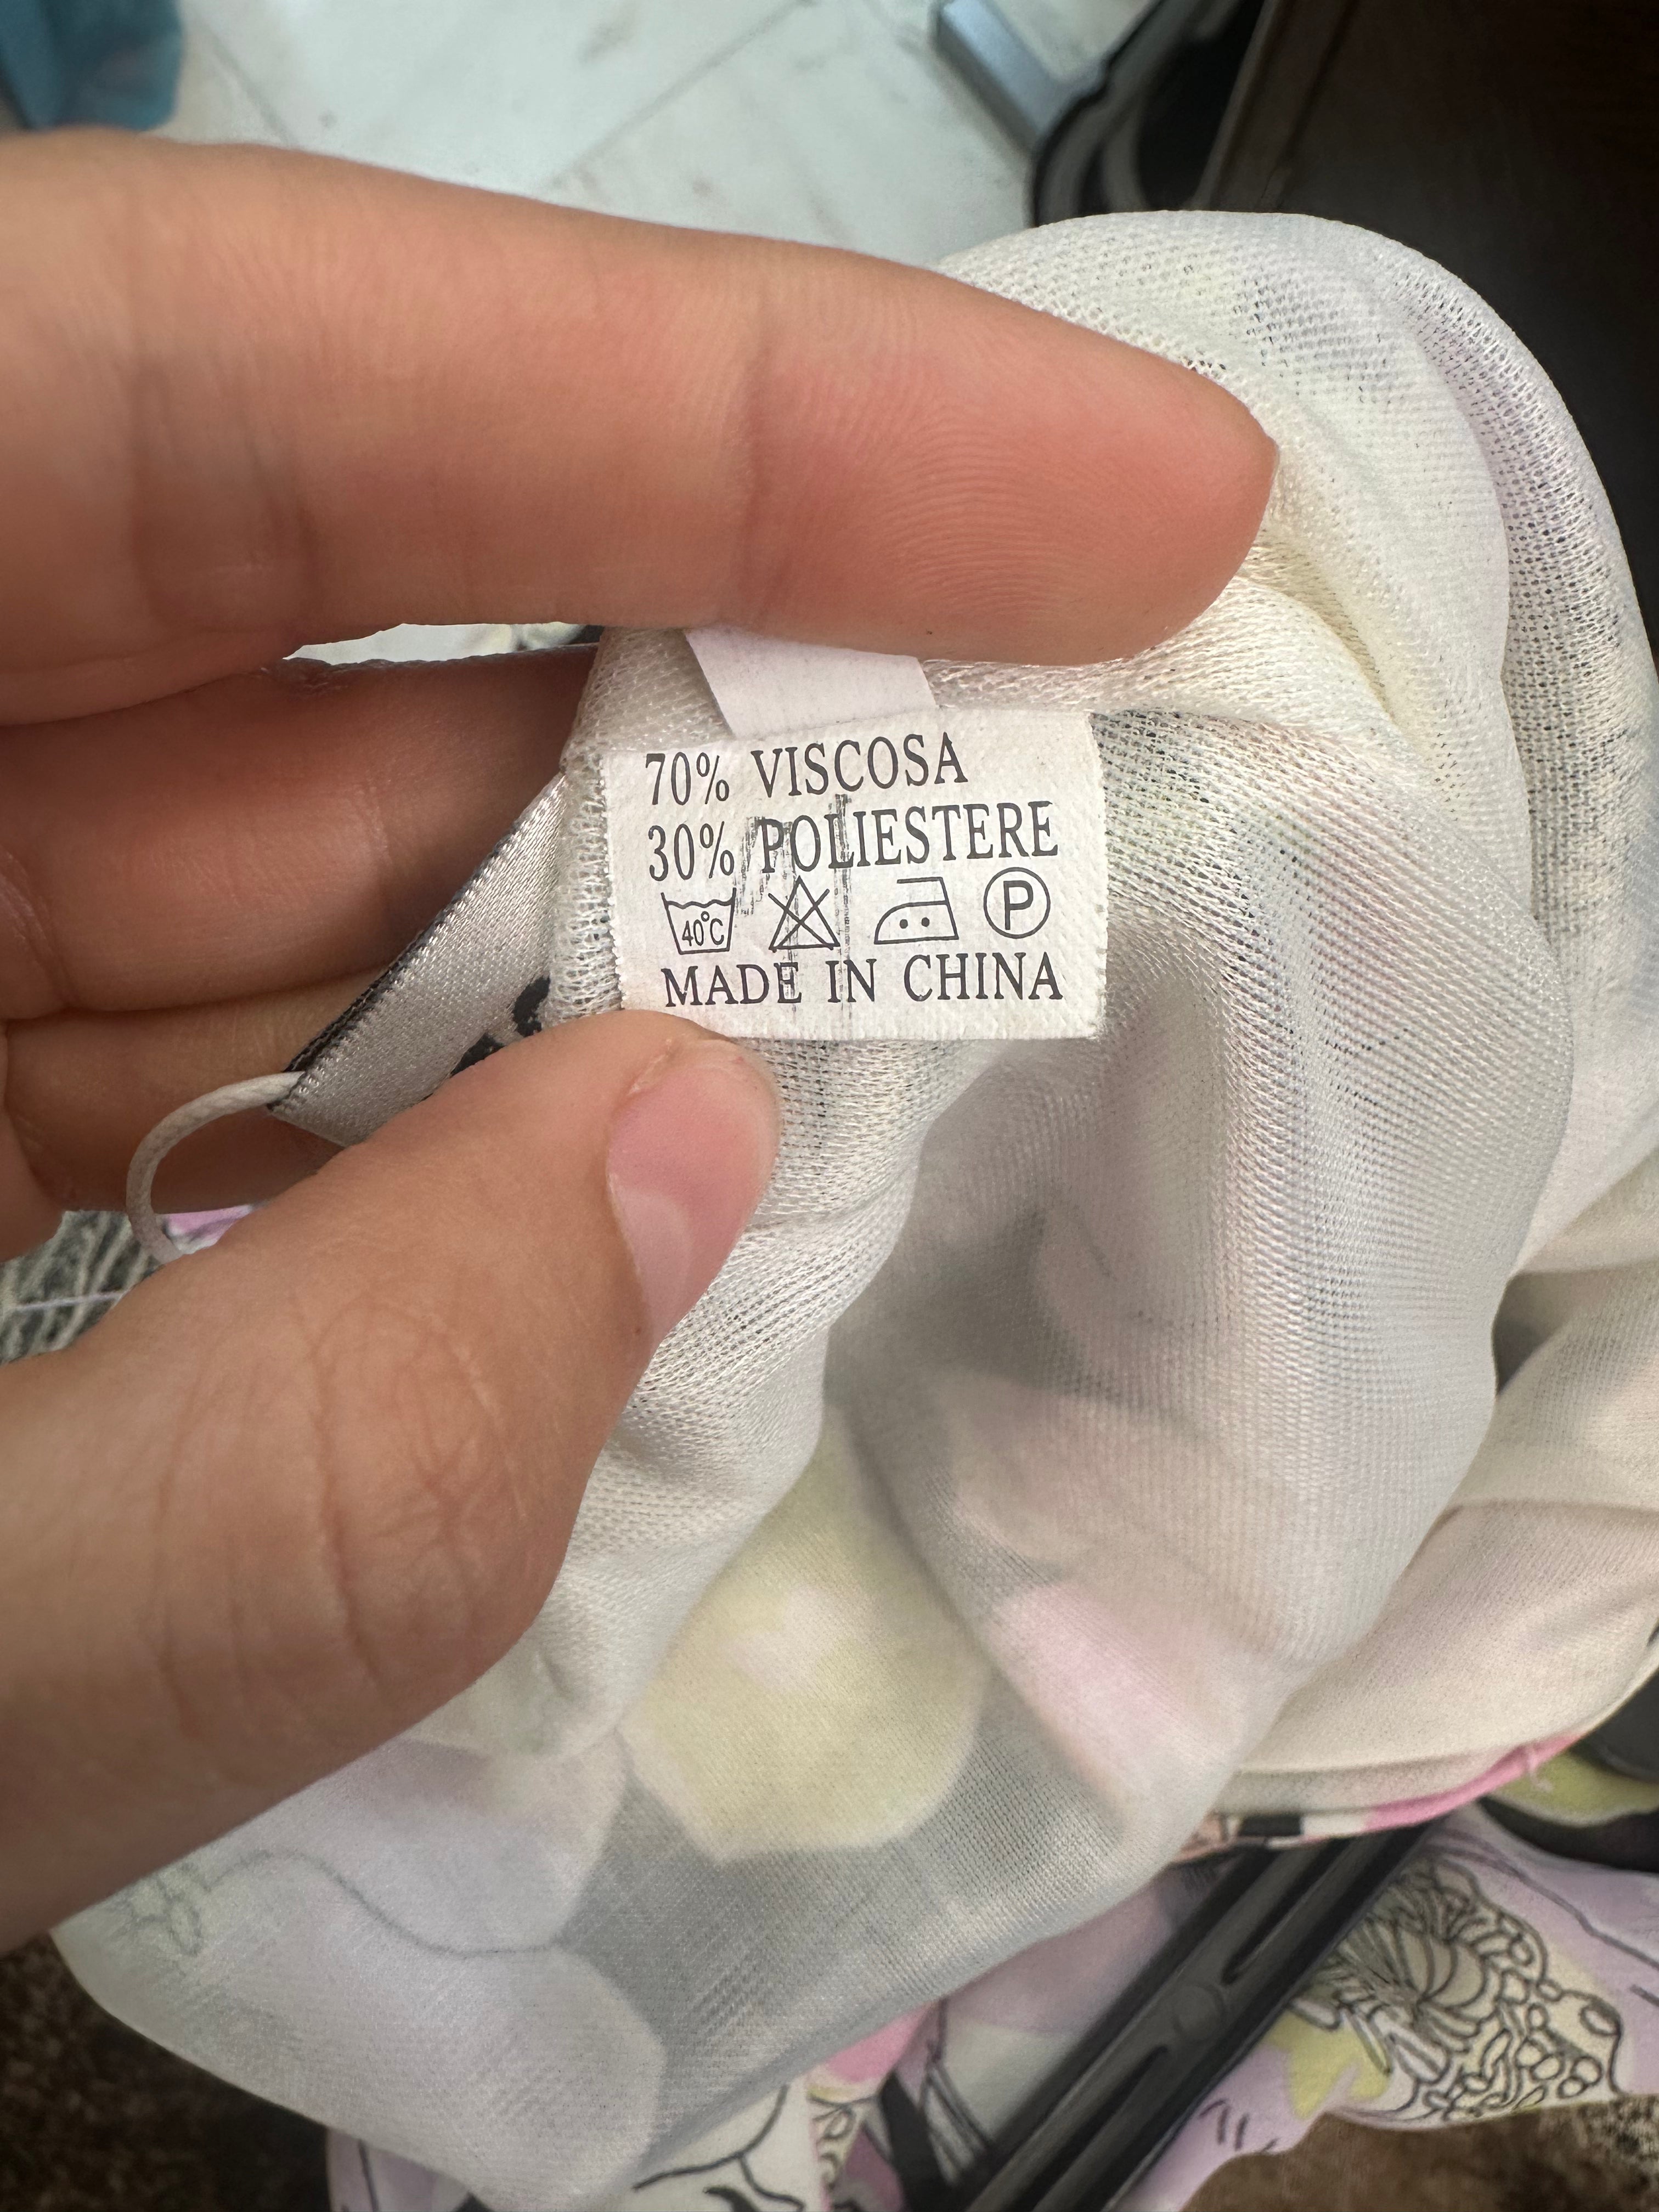 70% VISCOSA
30% POLIESTERE
40°C P
MADE IN CHINA